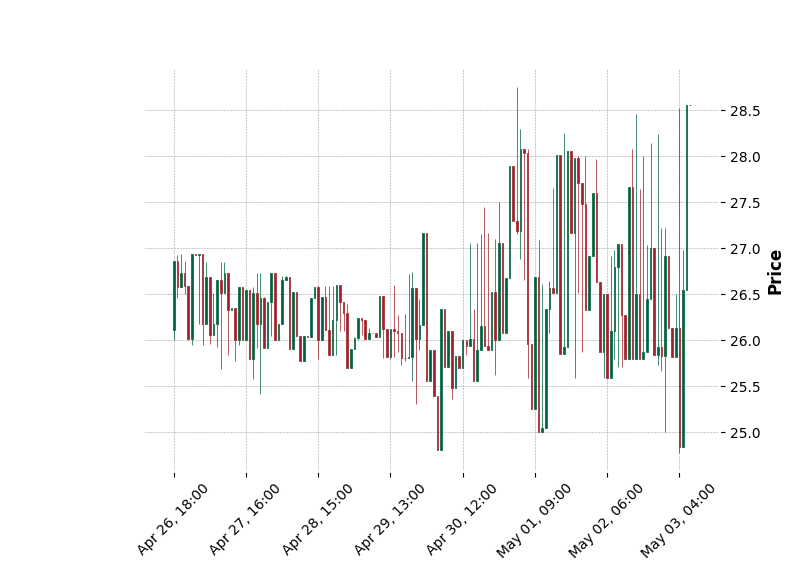 28.5
28.0
27.5
27.0
26.5
26.0
25.5
25.0
Price
Apr 26, 18:00
Apr 27, 16:00
Apr 28, 15:00
Apr 29, 13:00
Apr 30, 12:00
May 01, 09:00
May 02, 06:00
May 03, 04:00